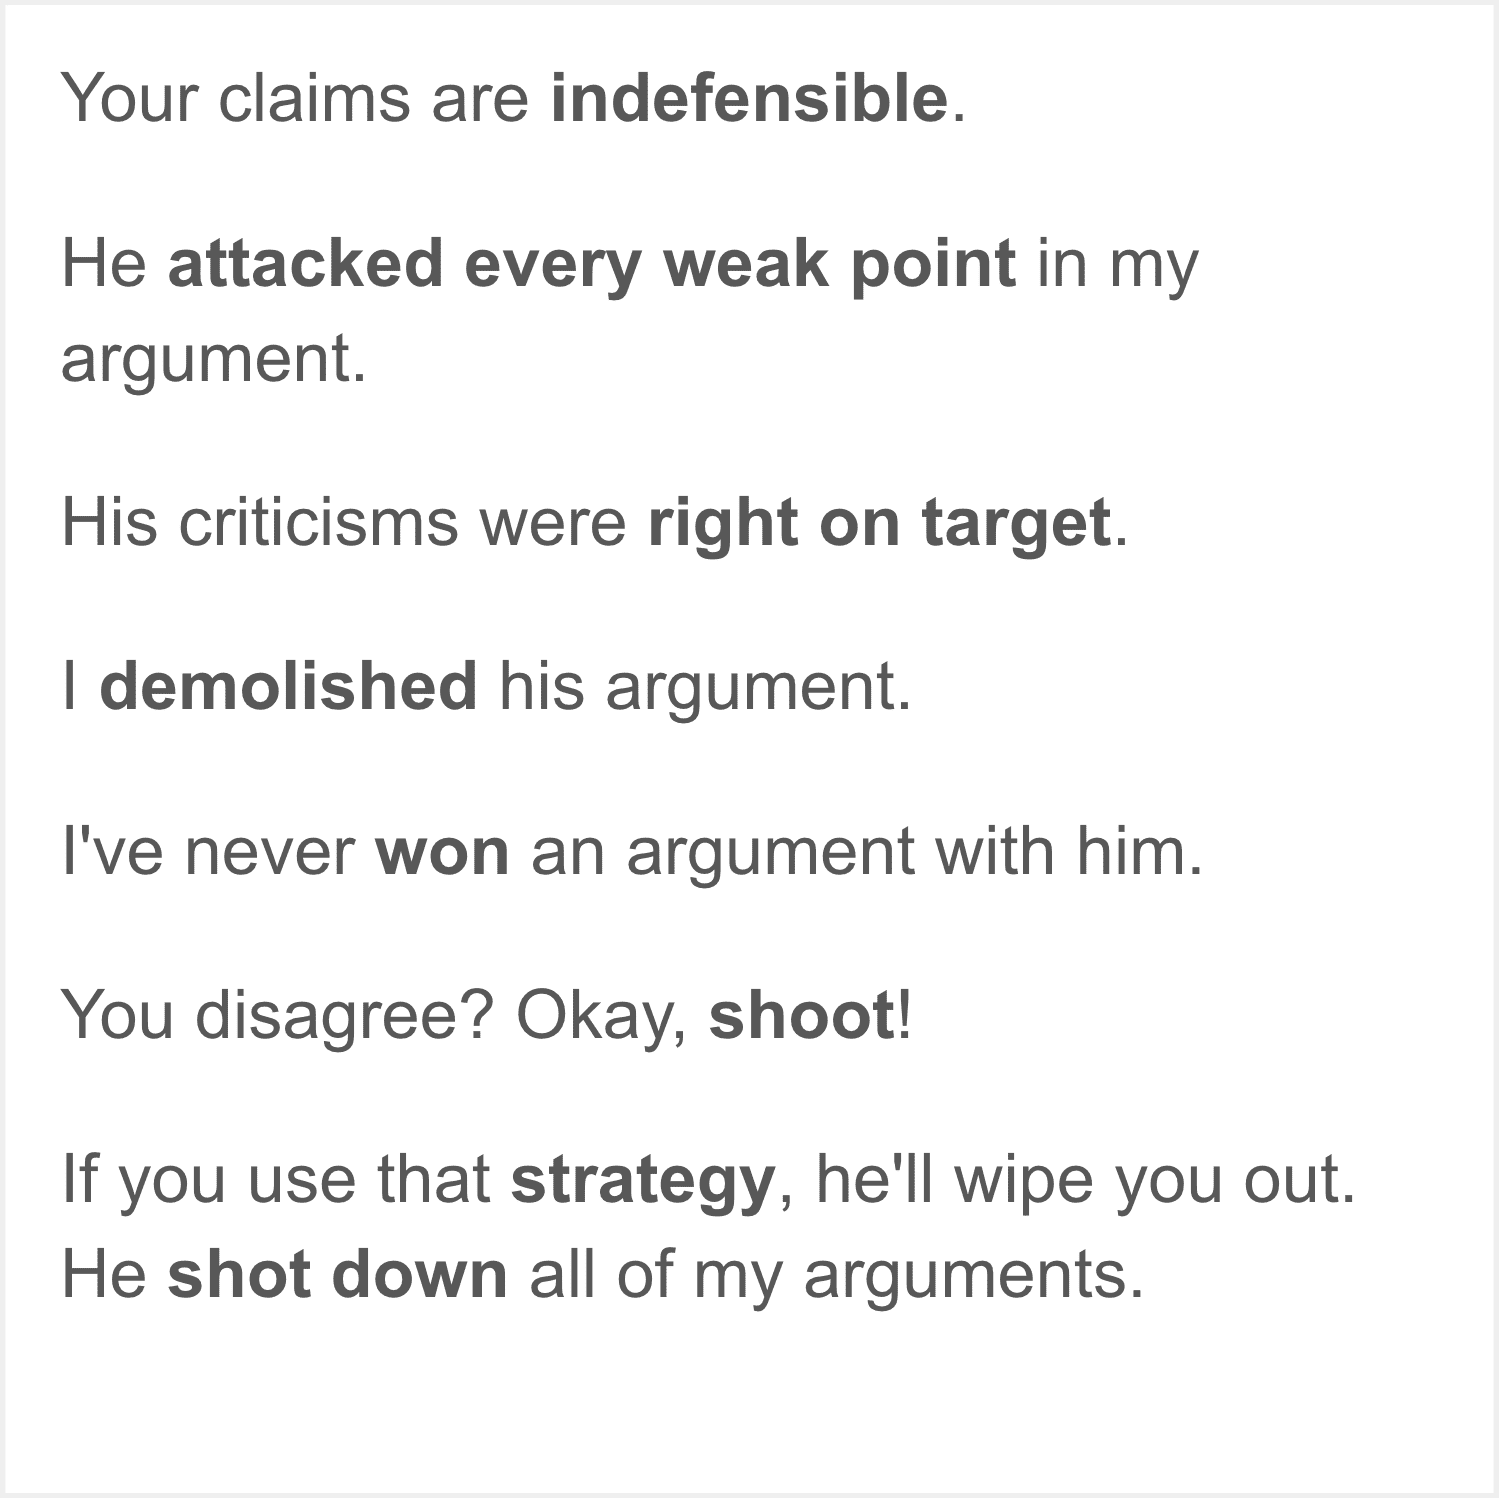 Your claims are indefensible.
He attacked every weak point in my
argument.
His criticisms were right on target.
I demolished his argument.
I've never won an argument with him.
You disagree? Okay, shoot!
If you use that strategy, he'll wipe you out.
He shot down all of my arguments.